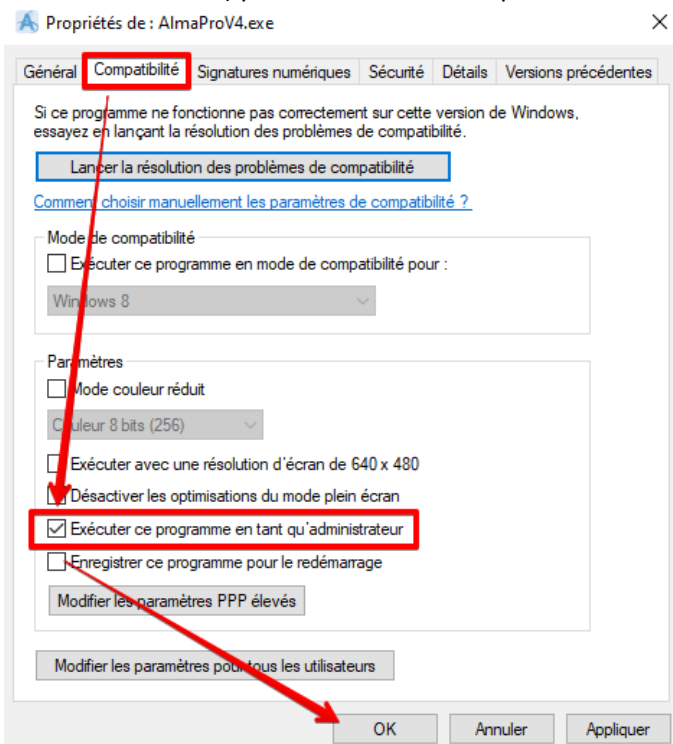 Propriétés de : AlmaProV4.exe
Général Compatibilité Signatures numériques Sécurité Détails Versions précédentes
Si ce programme ne fonctionne pas correctement sur cette version de Windows,
essayez en lançant la résolution des problèmes de compatibilité.
Lancer la résolution des problèmes de compatibilité
Comment choisir manuellement les paramètres de compatibilité ?
Mode de compatibilité
Exécuter ce programme en mode de compatibilité pour :
Windows 8
Paramètres
Mode couleur réduit
Couleur 8 bits (256)
Exécuter avec une résolution d'écran de 640 x 480
Désactiver les optimisations du mode plein écran
Exécuter ce programme en tant qu'administrateur
Enregistrer ce programme pour le redémarrage
Modifier les paramètres PPP élevés
Modifier les paramètres pour tous les utilisateurs
OK Annuler Appliquer